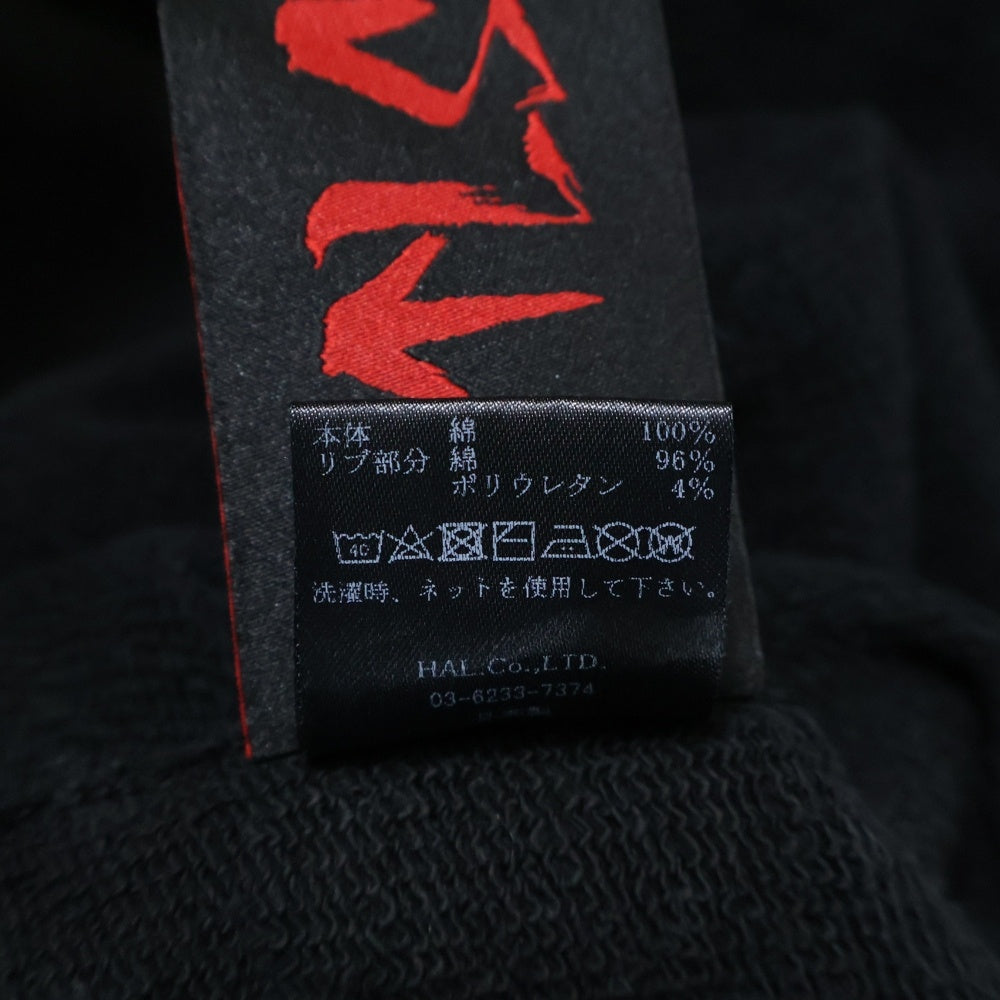 本体 綿 100%
リブ部分 綿 96%
ポリウレタン 4%
40
洗濯時、ネットを使用して下さい。
HAL.Co.,LTD.
03-6233-7374